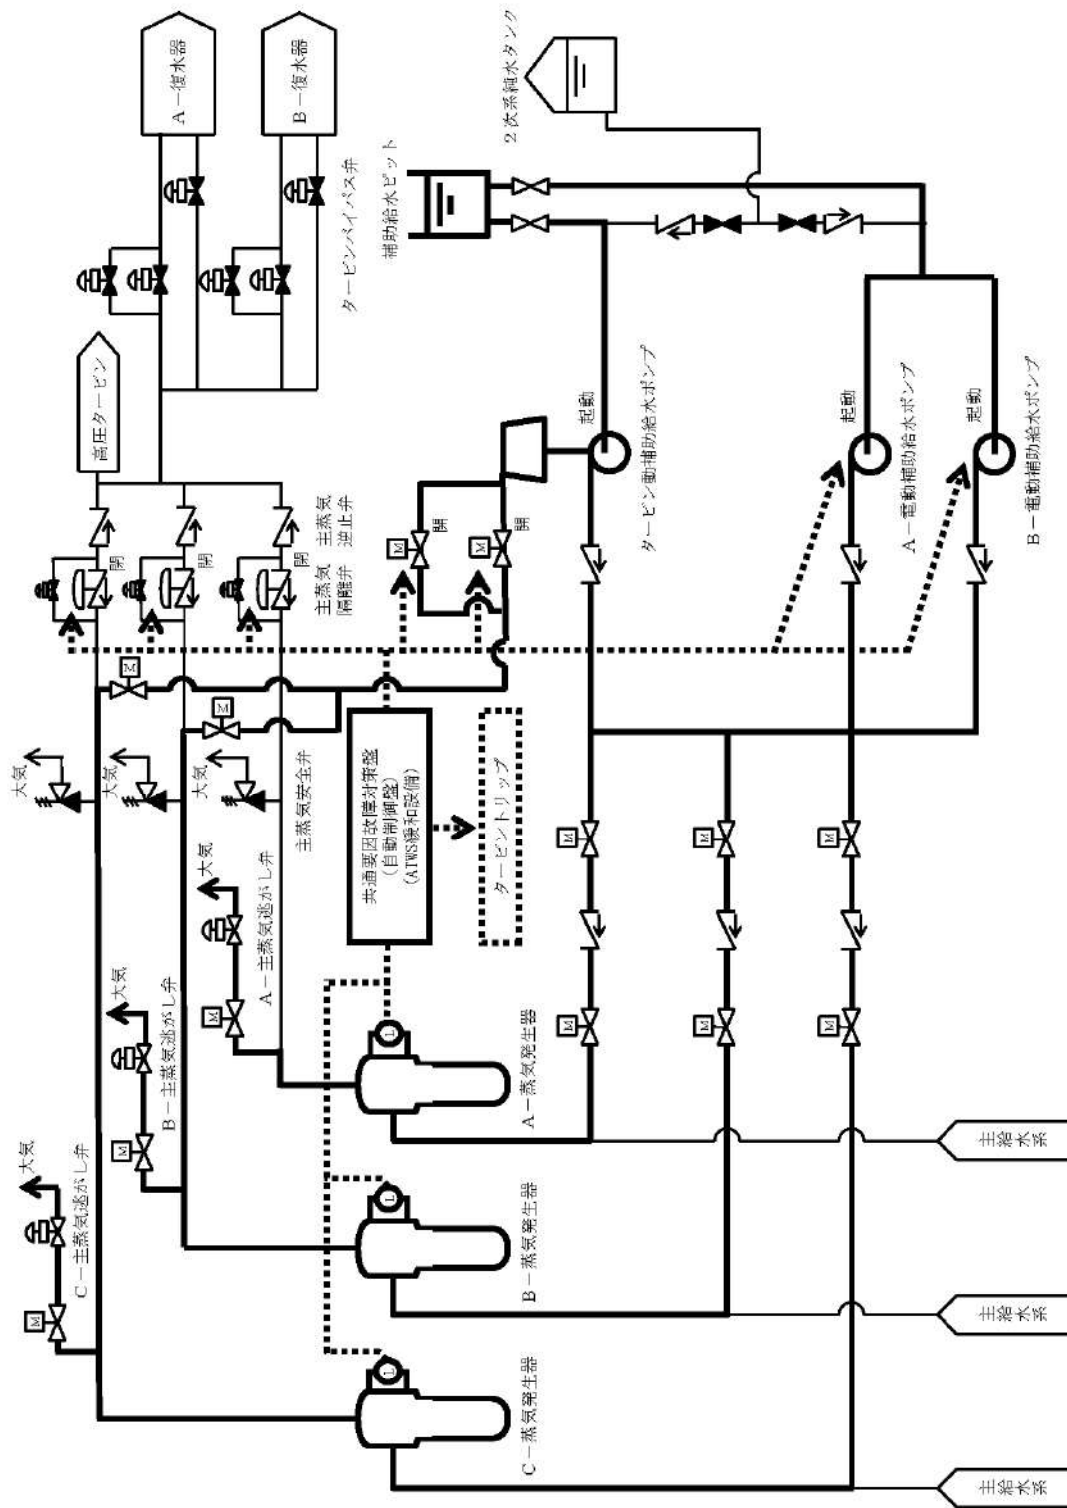 C－主蒸気逃がし弁
大気
M
B－主蒸気逃がし弁
大気
M
A－主蒸気逃がし弁
大気
M
大気
大気
大気
主蒸気安全弁
M
M
主蒸気
隔離弁
主蒸気
逆止弁
高圧タービン
A－復水器
B－復水器
タービンバイパス弁
共通要因故障対策盤
(自動制御盤)
(ATWS緩和設備)
タービントリップ
L
L
L
C－蒸気発生器
B－蒸気発生器
A－蒸気発生器
M
開
M
開
補助給水ピット
2次系純水タンク
起動
タービン動補助給水ポンプ
起動
A－電動補助給水ポンプ
起動
B－電動補助給水ポンプ
M
M
M
M
M
M
主給水系
主給水系
主給水系